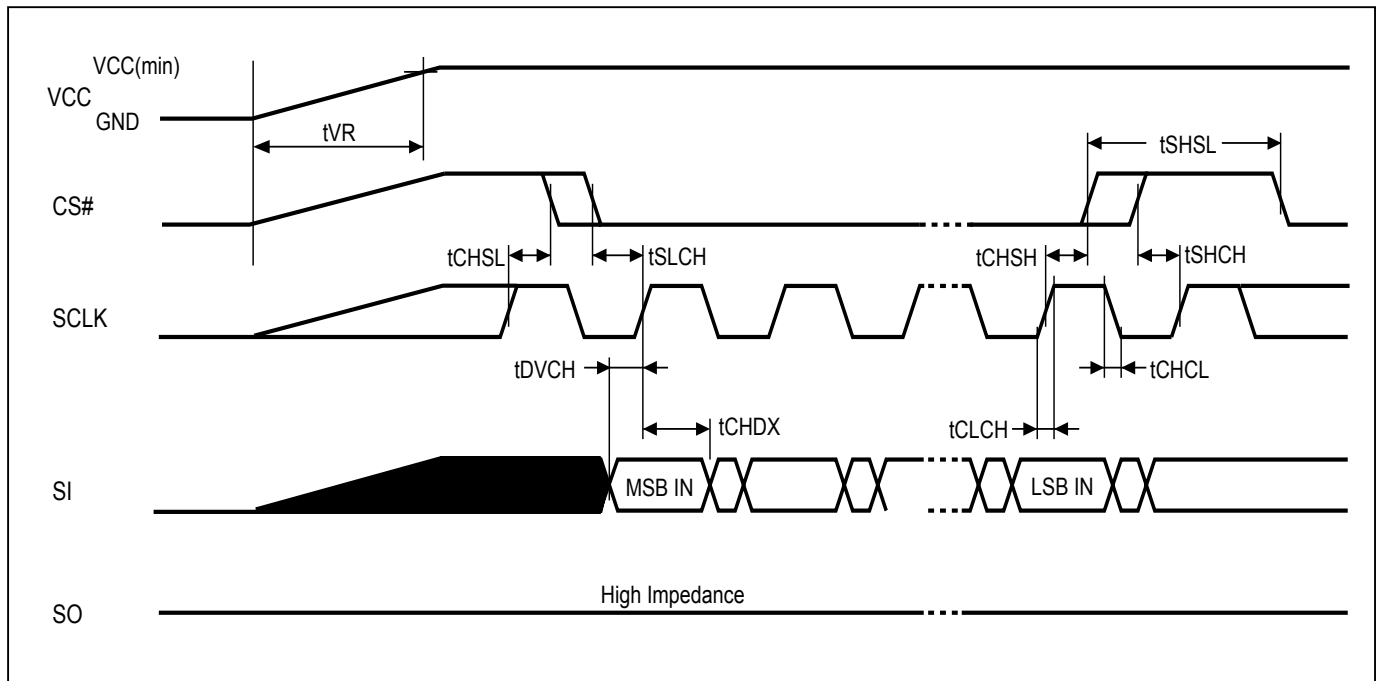 VCC(min)
VCC
GND
tVR
tSHSL
CS#
tCHSL
tSLCH
tCHSH
tSHCH
SCLK
tDVCH
tCHCL
tCHDX
tCLCH
SI
MSB IN
LSB IN
High Impedance
SO